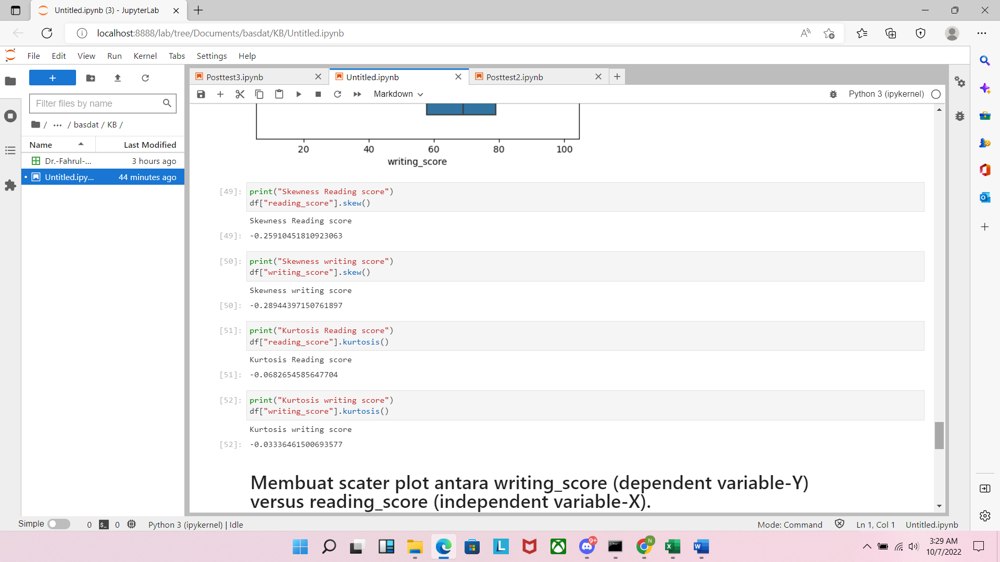 Untitled.ipynb (3) - JupyterLab
localhost:8888/lab/tree/Documents/basdat/KB/Untitled.ipynb
File Edit View Run Kernel Tabs Settings Help
Posttest3.ipynb
Untitled.ipynb
Posttest2.ipynb
Markdown
Python 3 (ipykernel)
Filter files by name
/ ··· / basdat / KB /
Name Last Modified
Dr.-Fahrul-... 3 hours ago
Untitled.ipy... 44 minutes ago
20 40 60 80 100
writing_score
[49]: print("Skewness Reading score")
df["reading_score"].skew()
Skewness Reading score
[49]: -0.25910451810923063
[50]: print("Skewness writing score")
df["writing_score"].skew()
Skewness writing score
[50]: -0.28944397150761897
[51]: print("Kurtosis Reading score")
df["reading_score"].kurtosis()
Kurtosis Reading score
[51]: -0.0682654585647704
[52]: print("Kurtosis writing score")
df["writing_score"].kurtosis()
Kurtosis writing score
[52]: -0.03336461500693577
Membuat scater plot antara writing_score (dependent variable-Y)
versus reading_score (independent variable-X).
Simple 0 $_ 0 Python 3 (ipykernel) | Idle
Mode: Command Ln 1, Col 1 Untitled.ipynb
L
9+
N
X
W
3:29 AM
10/7/2022